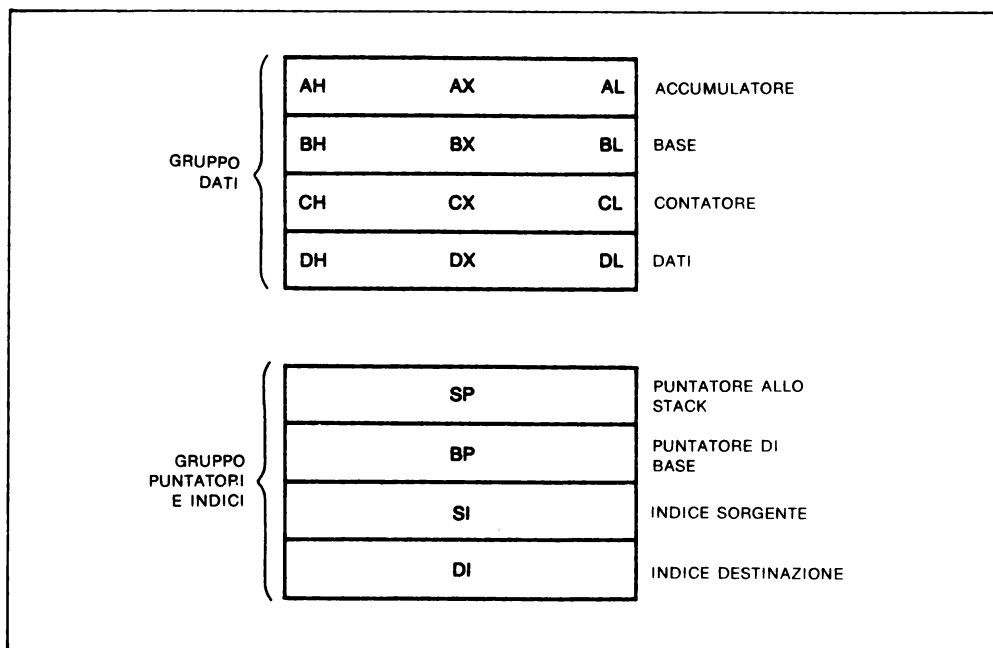 AH AX AL ACCUMULATORE
BH BX BL BASE
GRUPPO
DATI
CH CX CL CONTATORE
DH DX DL DATI
SP PUNTATORE ALLO
STACK
BP PUNTATORE DI
BASE
GRUPPO
PUNTATORI
E INDICI
SI INDICE SORGENTE
DI INDICE DESTINAZIONE